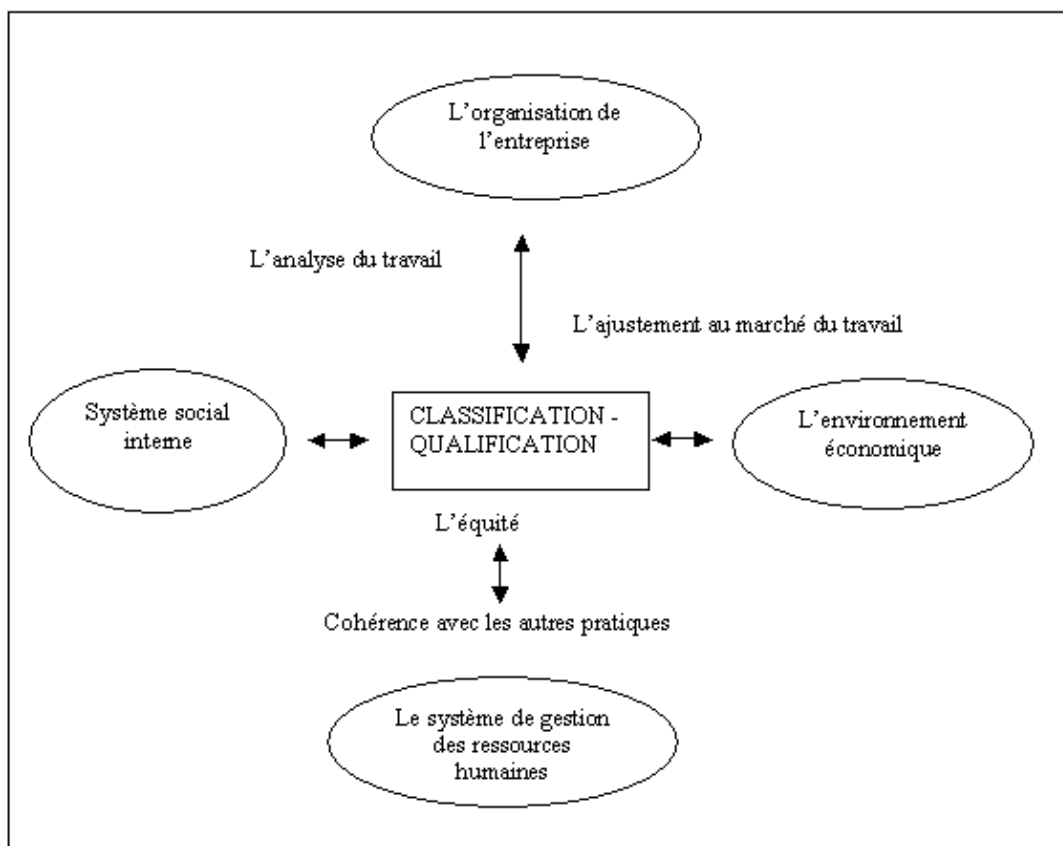 L'organisation de
l'entreprise
L'analyse du travail
L'ajustement au marché du travail
Système social
interne
CLASSIFICATION -
QUALIFICATION
L'environnement
économique
L'équité
Cohérence avec les autres pratiques
Le système de gestion
des ressources
humaines